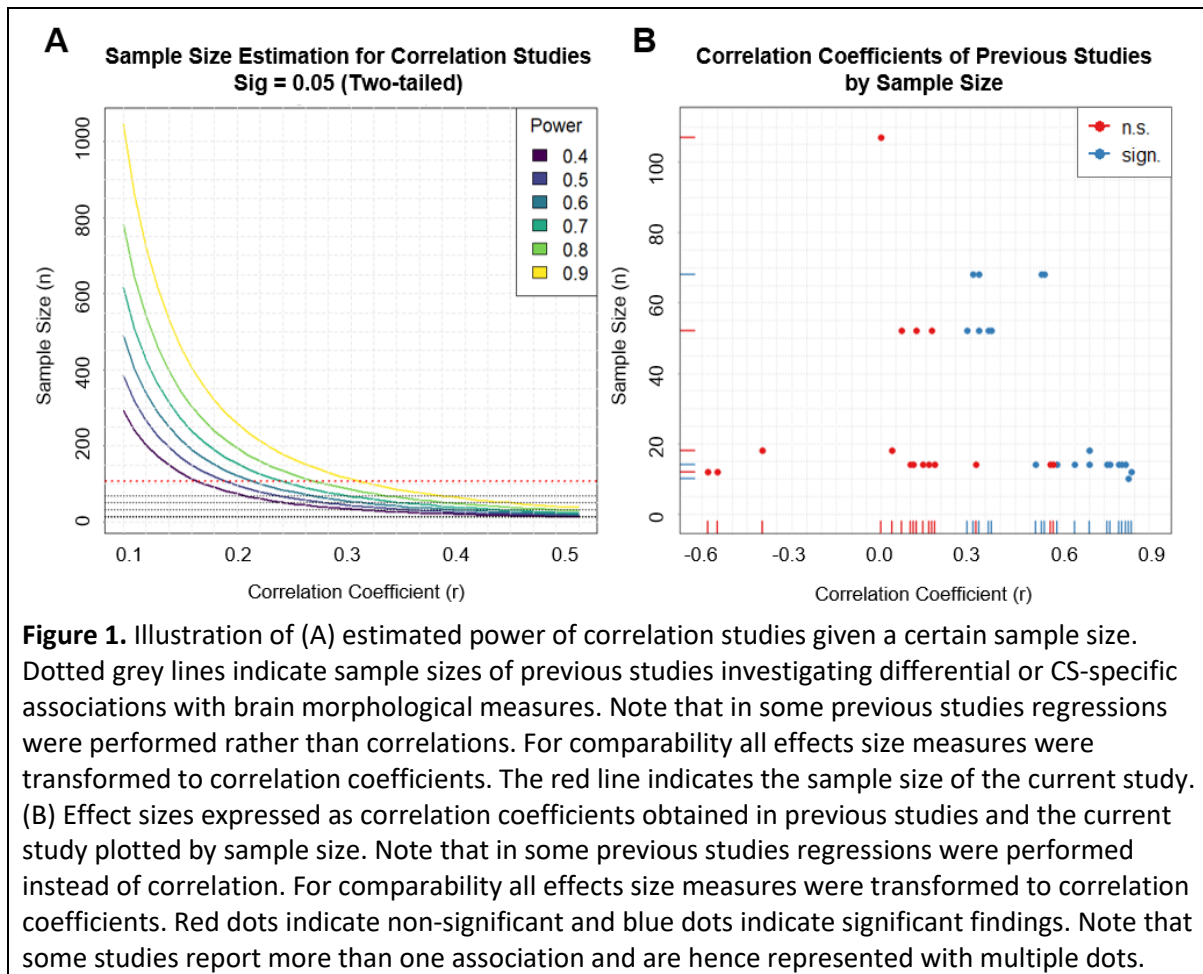 A
Sample Size Estimation for Correlation Studies
Sig = 0.05 (Two-tailed)
Sample Size (n)
1000
800
600
400
200
0
0.1
0.2
0.3
0.4
0.5
Correlation Coefficient (r)
Power
0.4
0.5
0.6
0.7
0.8
0.9
B
Correlation Coefficients of Previous Studies
by Sample Size
Sample Size (n)
100
80
60
40
20
0
-0.6
-0.3
0.0
0.3
0.6
0.9
Correlation Coefficient (r)
n.s.
sign.
Figure 1. Illustration of (A) estimated power of correlation studies given a certain sample size.
Dotted grey lines indicate sample sizes of previous studies investigating differential or CS-specific
associations with brain morphological measures. Note that in some previous studies regressions
were performed rather than correlations. For comparability all effects size measures were
transformed to correlation coefficients. The red line indicates the sample size of the current study.
(B) Effect sizes expressed as correlation coefficients obtained in previous studies and the current
study plotted by sample size. Note that in some previous studies regressions were performed
instead of correlation. For comparability all effects size measures were transformed to correlation
coefficients. Red dots indicate non-significant and blue dots indicate significant findings. Note that
some studies report more than one association and are hence represented with multiple dots.